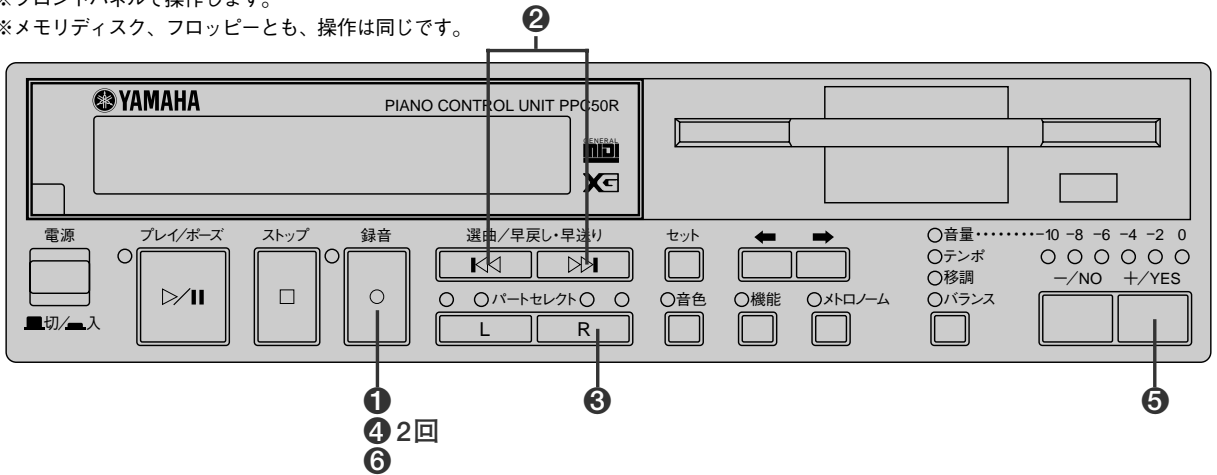 ※フロントパネルで操作します。
※メモリディスク、フロッピーとも、操作は同じです。
❷
YAMAHA PIANO CONTROL UNIT PPC50R
GENERAL
MIDI
XG
電源 プレイ/ポーズ ストップ 録音 選曲/早戻し・早送り セット
音量・・・・・・・・-10 -8 -6 -4 -2 0
テンポ
移調
バランス
-/NO +/YES
切/入
パートセレクト
L R
音色 機能 メトロノーム
❶
❹ 2回
❻
❸
❺